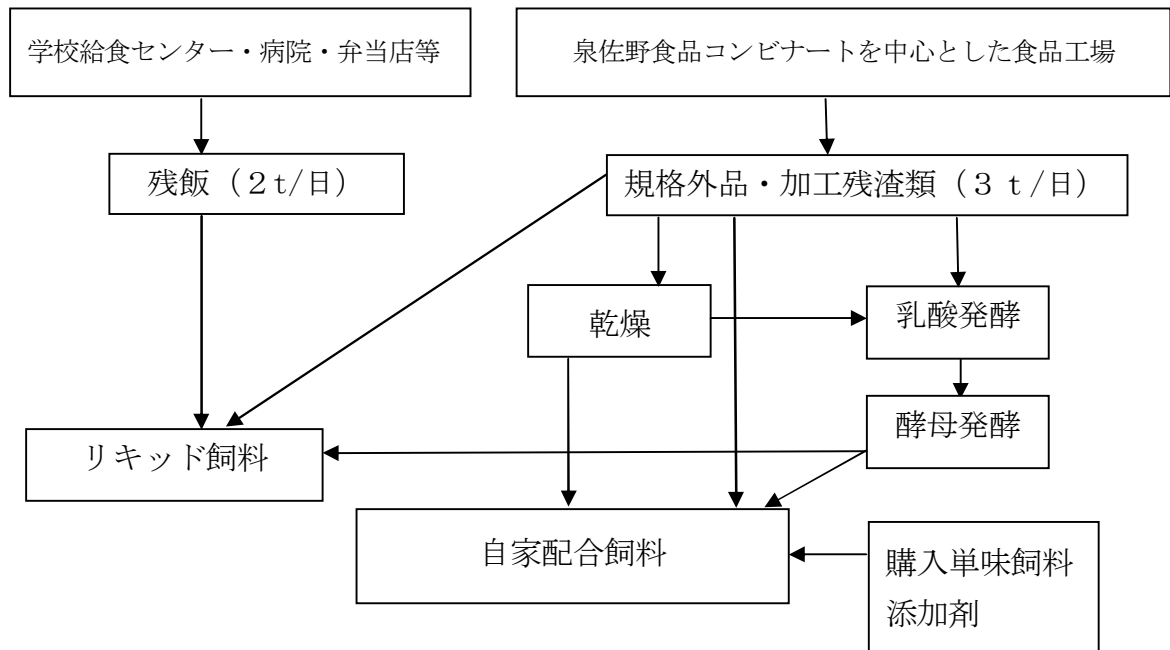 学校給食センター・病院・弁当店等
泉佐野食品コンビナートを中心とした食品工場
残飯（２t/日）
規格外品・加工残渣類（３ｔ/日）
乾燥
乳酸発酵
酵母発酵
リキッド飼料
自家配合飼料
購入単味飼料
添加剤